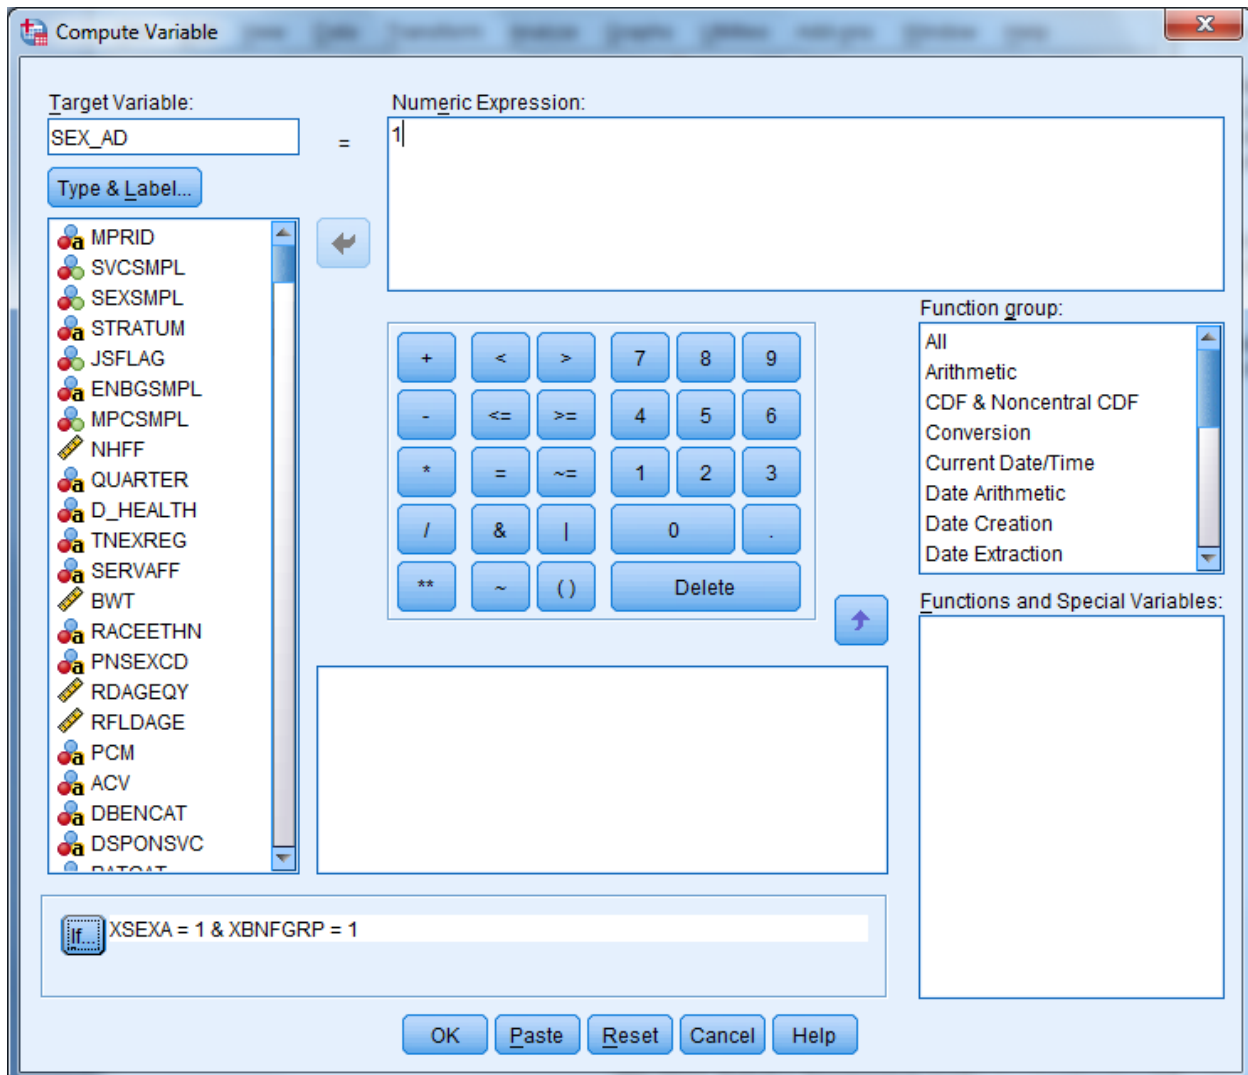 Compute Variable
Target Variable:
SEX_AD
=
Numeric Expression:
1
Type & Label...
MPRID
SVCSMPL
SEXSMPL
STRATUM
JSFLAG
ENBGSMPL
MPCSMPL
NHFF
QUARTER
D_HEALTH
TNEXREG
SERVAFF
BWT
RACEETHN
PNSEXCD
RDAGEQY
RFLDAGE
PCM
ACV
DBENCAT
DSPONSVC
+ < > 7 8 9
- <= >= 4 5 6
* = ~= 1 2 3
/ & | 0 .
** ~ ( ) Delete
Function group:
All
Arithmetic
CDF & Noncentral CDF
Conversion
Current Date/Time
Date Arithmetic
Date Creation
Date Extraction
Functions and Special Variables:
If... XSEXA = 1 & XBNFGRP = 1
OK Paste Reset Cancel Help